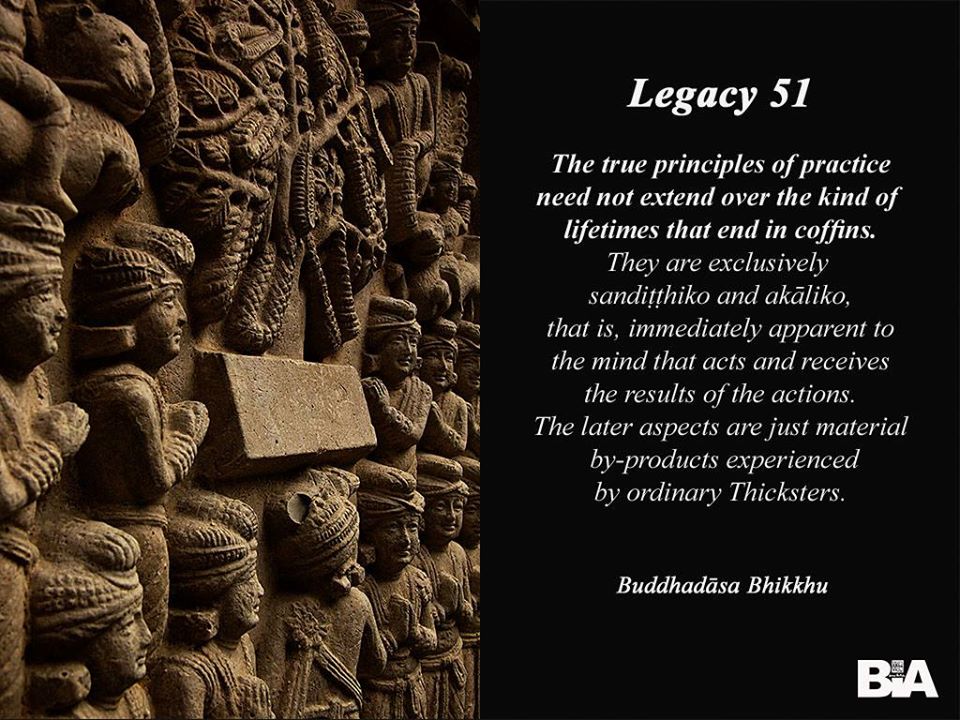 Legacy 51
The true principles of practice
need not extend over the kind of
lifetimes that end in coffins.
They are exclusively
sandiṭṭhiko and akāliko,
that is, immediately apparent to
the mind that acts and receives
the results of the actions.
The later aspects are just material
by-products experienced
by ordinary Thicksters.
Buddhadāsa Bhikkhu
BIA